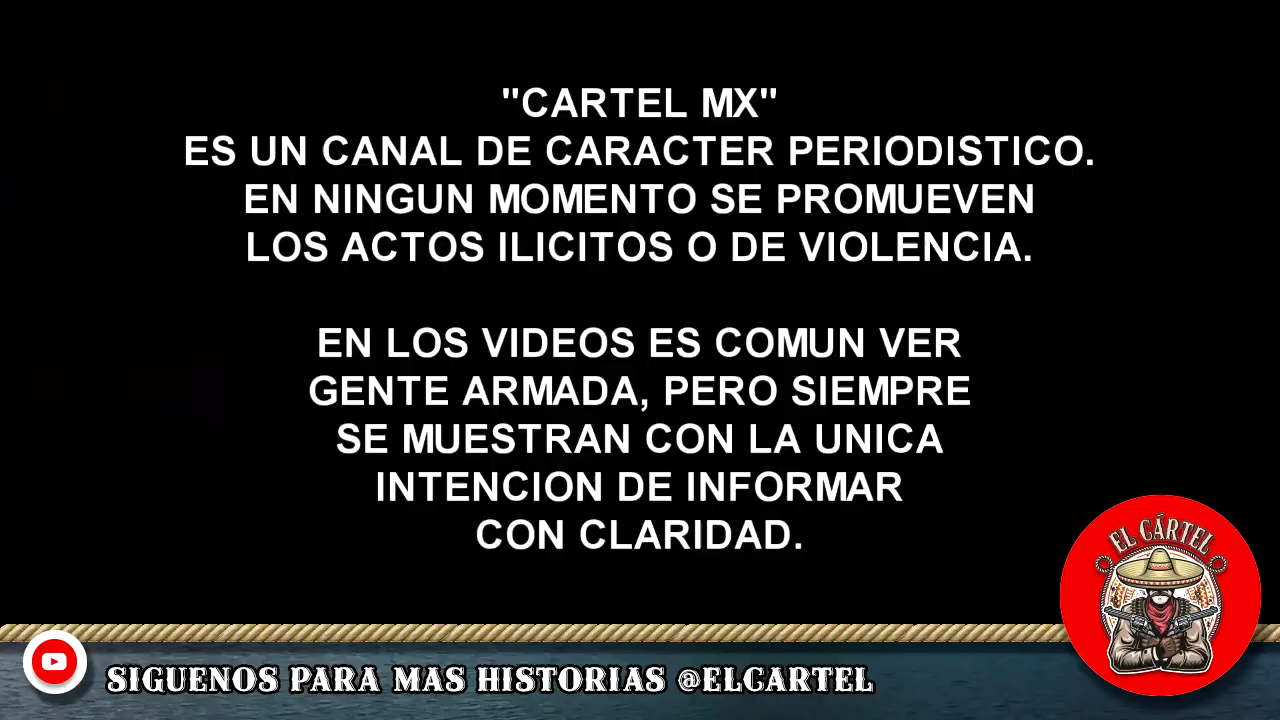 "CARTEL MX"
ES UN CANAL DE CARACTER PERIODISTICO.
EN NINGUN MOMENTO SE PROMUEVEN
LOS ACTOS ILICITOS O DE VIOLENCIA.
EN LOS VIDEOS ES COMUN VER
GENTE ARMADA, PERO SIEMPRE
SE MUESTRAN CON LA UNICA
INTENCION DE INFORMAR
CON CLARIDAD.
EL CÁRTEL
SIGUENOS PARA MAS HISTORIAS @ELCARTEL